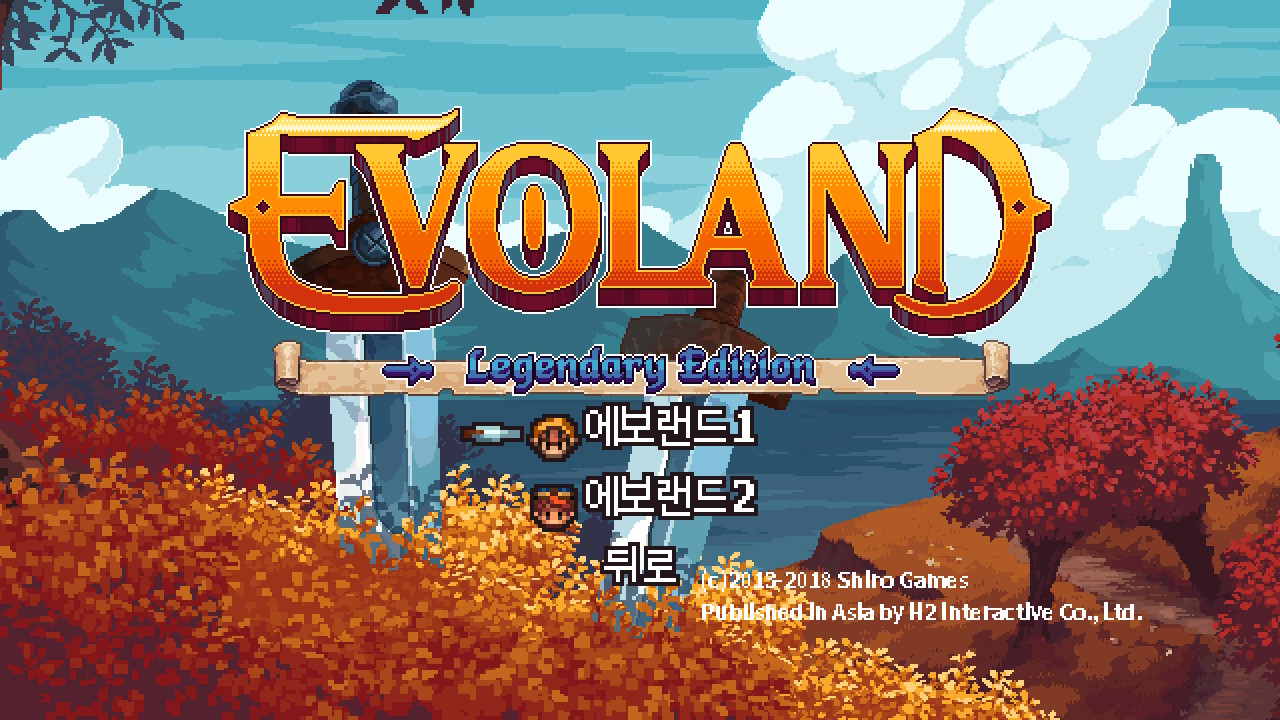 EVOLAND
Legendary Edition
에보랜드1
에보랜드2
뒤로
(c)2013-2018 Shiro Games
Published in Asia by H2 Interactive Co., Ltd.